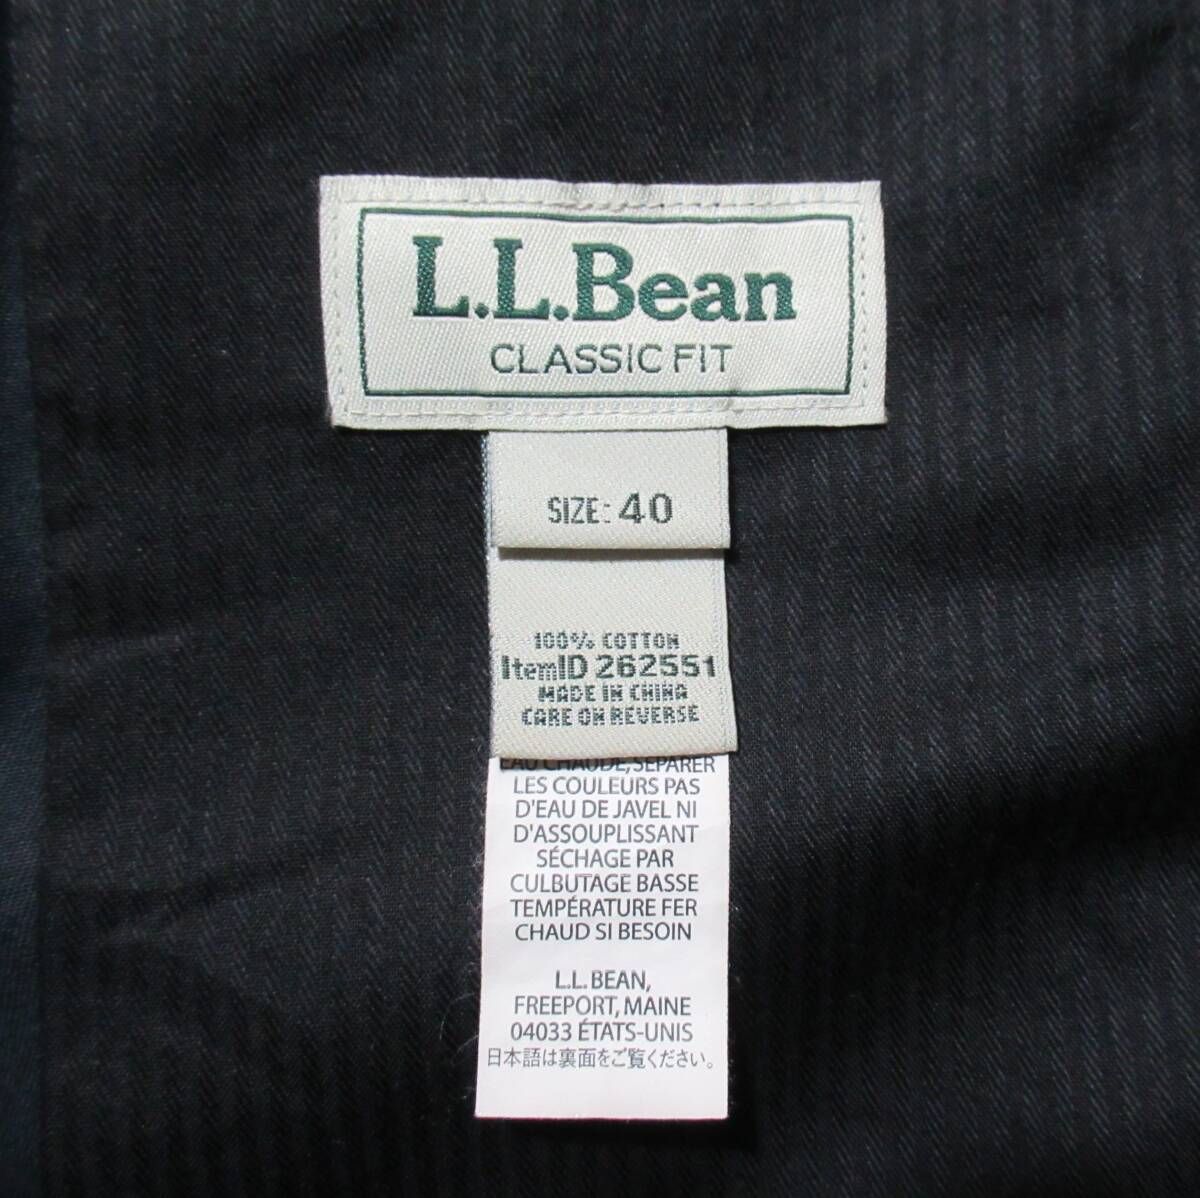 L.L.Bean
CLASSIC FIT
SIZE: 40
100% COTTON
ItemID 262551
MADE IN CHINA
CARE ON REVERSE
EAU CHAUDE, SÉPARER
LES COULEURS PAS
D'EAU DE JAVEL NI
D'ASSOUPLISSANT
SÉCHAGE PAR
CULBUTAGE BASSE
TEMPÉRATURE FER
CHAUD SI BESOIN
L.L. BEAN,
FREEPORT, MAINE
04033 ÉTATS-UNIS
日本語は裏面をご覧ください。